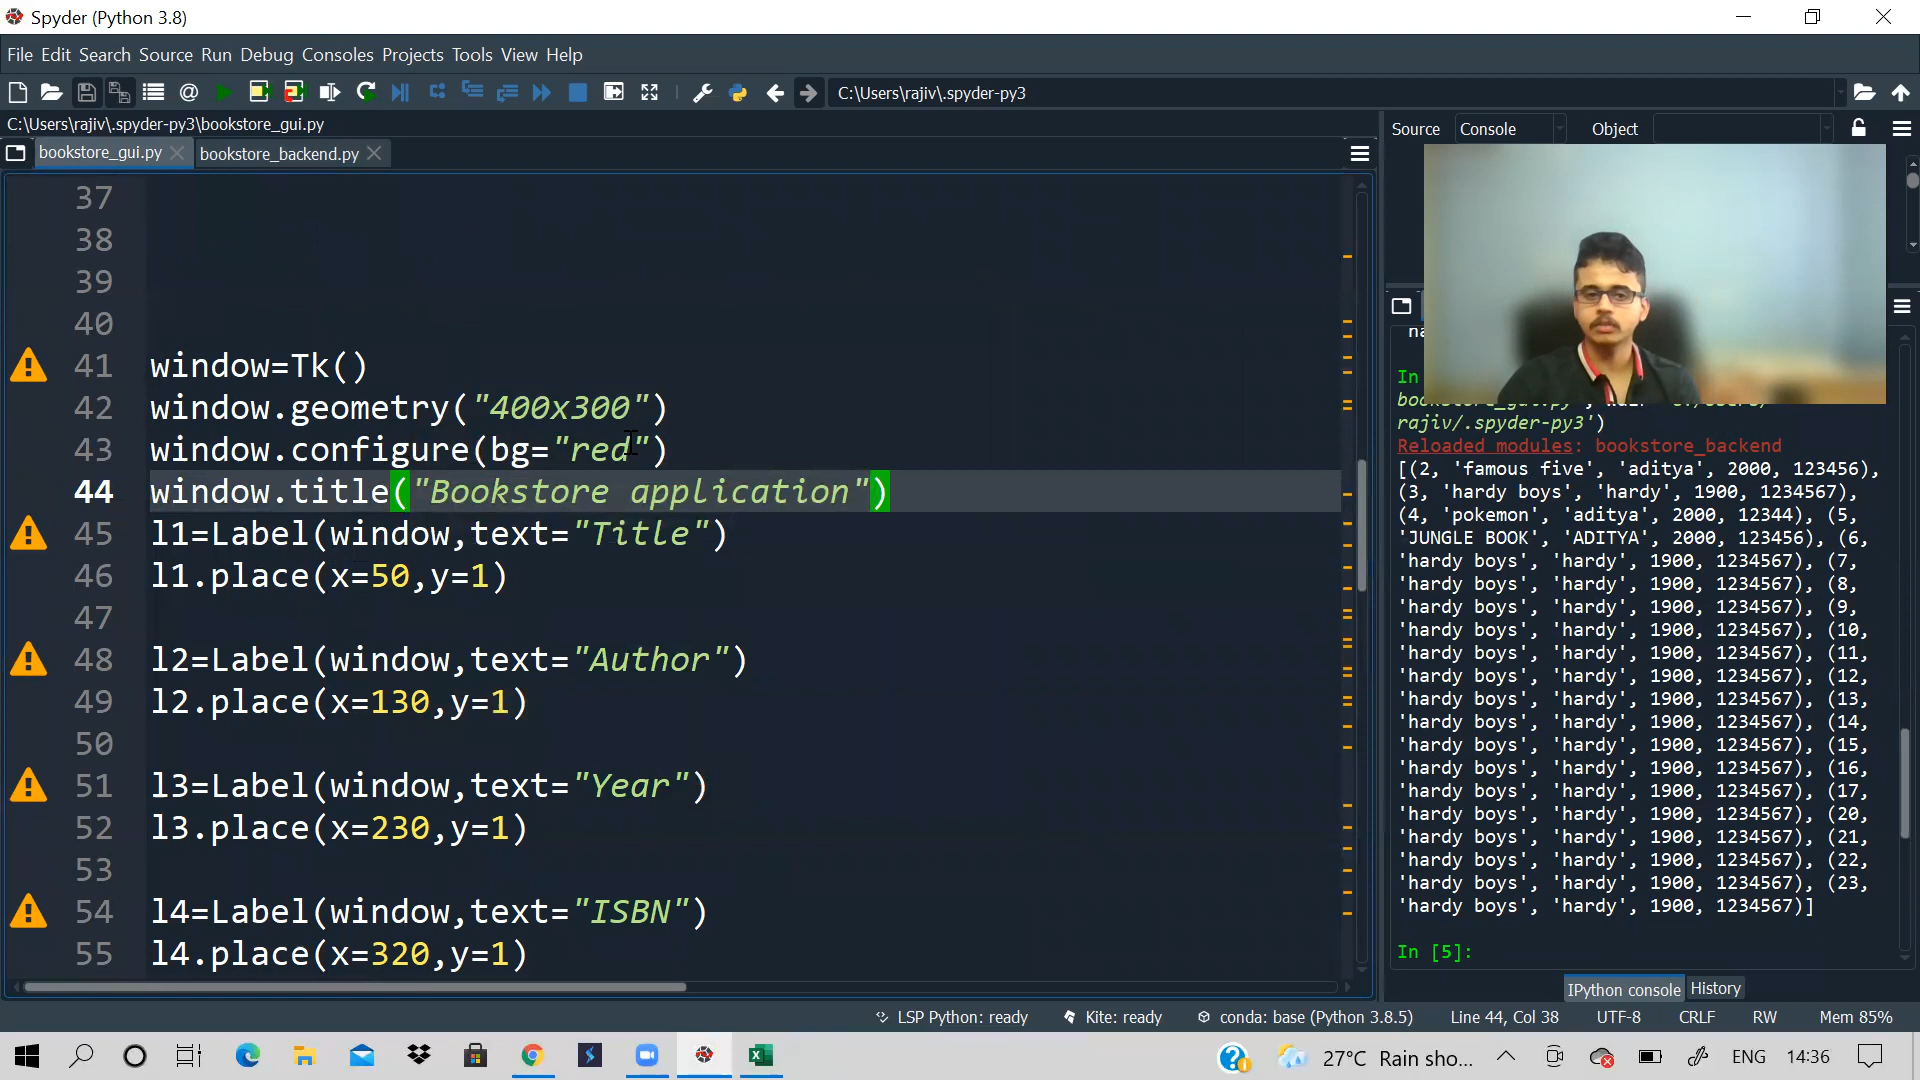 Spyder (Python 3.8)
File Edit Search Source Run Debug Consoles Projects Tools View Help
C:\Users\rajiv\.spyder-py3
C:\Users\rajiv\.spyder-py3\bookstore_gui.py
bookstore_gui.py bookstore_backend.py
37
38
39
40
41 window=Tk()
42 window.geometry("400x300")
43 window.configure(bg="red")
44 window.title("Bookstore application")
45 l1=Label(window,text="Title")
46 l1.place(x=50,y=1)
47
48 l2=Label(window,text="Author")
49 l2.place(x=130,y=1)
50
51 l3=Label(window,text="Year")
52 l3.place(x=230,y=1)
53
54 l4=Label(window,text="ISBN")
55 l4.place(x=320,y=1)
Source Console Object
In
rajiv/.spyder-py3')
Reloaded modules: bookstore_backend
[(2, 'famous five', 'aditya', 2000, 123456),
(3, 'hardy boys', 'hardy', 1900, 1234567),
(4, 'pokemon', 'aditya', 2000, 12344), (5,
'JUNGLE BOOK', 'ADITYA', 2000, 123456), (6,
'hardy boys', 'hardy', 1900, 1234567), (7,
'hardy boys', 'hardy', 1900, 1234567), (8,
'hardy boys', 'hardy', 1900, 1234567), (9,
'hardy boys', 'hardy', 1900, 1234567), (10,
'hardy boys', 'hardy', 1900, 1234567), (11,
'hardy boys', 'hardy', 1900, 1234567), (12,
'hardy boys', 'hardy', 1900, 1234567), (13,
'hardy boys', 'hardy', 1900, 1234567), (14,
'hardy boys', 'hardy', 1900, 1234567), (15,
'hardy boys', 'hardy', 1900, 1234567), (16,
'hardy boys', 'hardy', 1900, 1234567), (17,
'hardy boys', 'hardy', 1900, 1234567), (20,
'hardy boys', 'hardy', 1900, 1234567), (21,
'hardy boys', 'hardy', 1900, 1234567), (22,
'hardy boys', 'hardy', 1900, 1234567), (23,
'hardy boys', 'hardy', 1900, 1234567)]
In [5]:
IPython console History
LSP Python: ready Kite: ready conda: base (Python 3.8.5) Line 44, Col 38 UTF-8 CRLF RW Mem 85%
27°C Rain sho... ENG 14:36